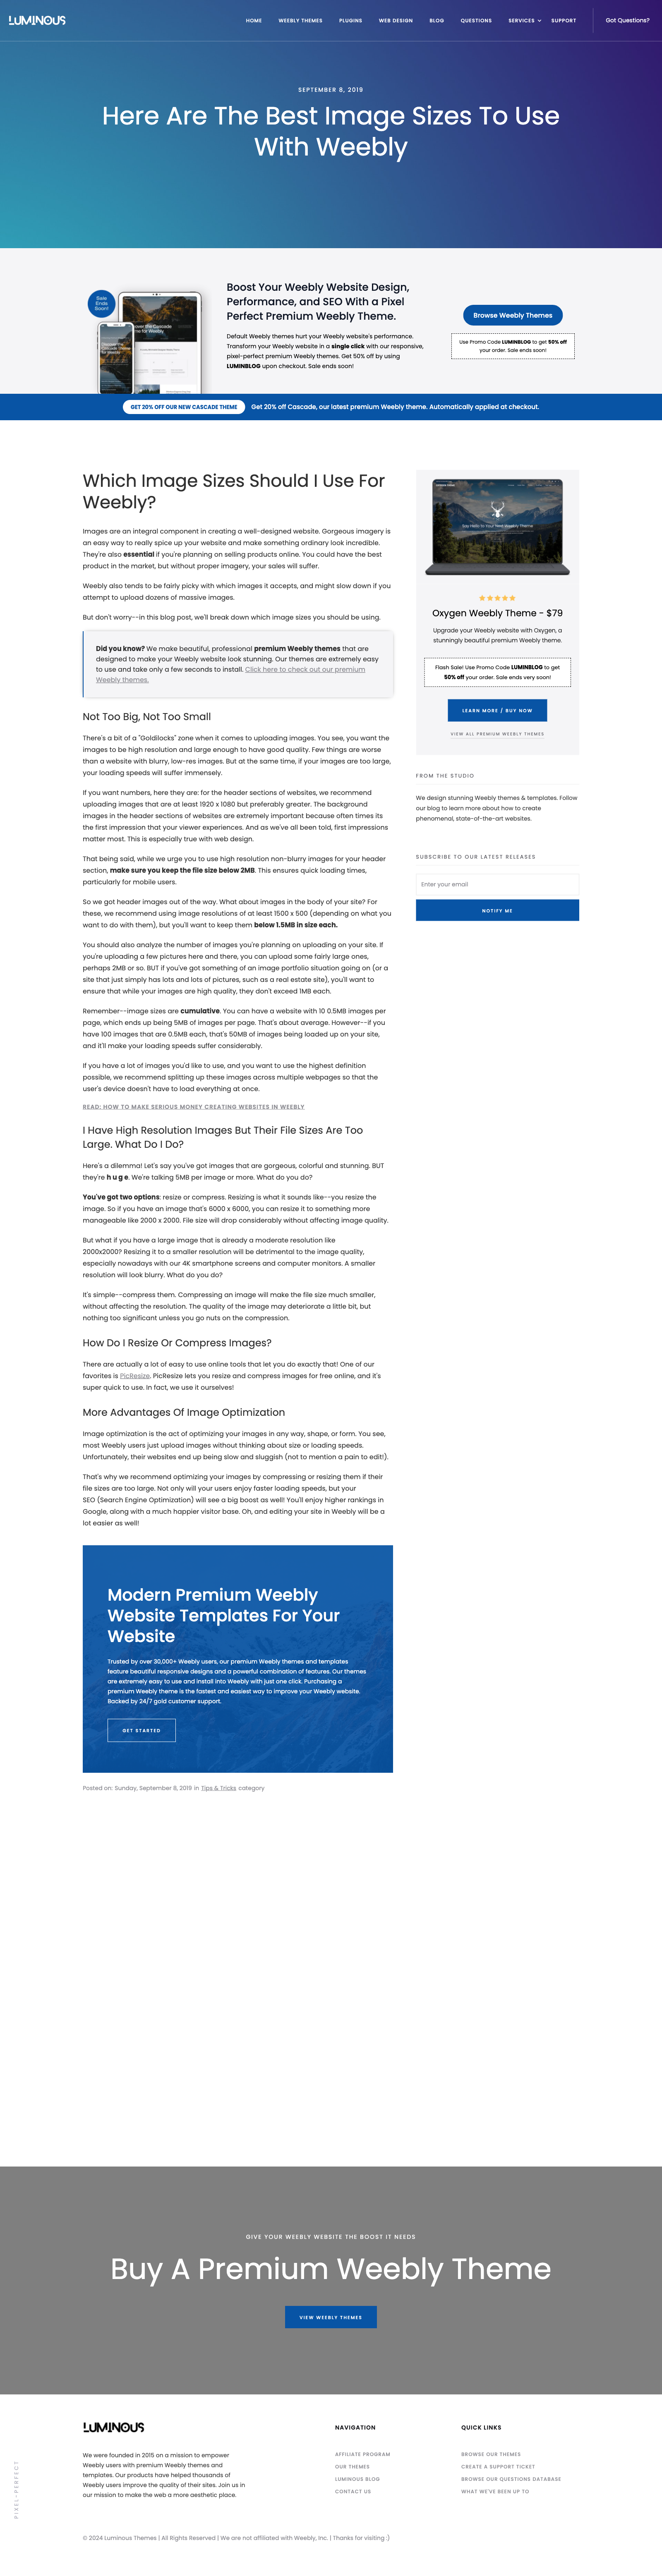 LUMINOUS
HOME
WEEBLY THEMES
PLUGINS
WEB DESIGN
BLOG
QUESTIONS
SERVICES
SUPPORT
Got Questions?
SEPTEMBER 8, 2019
Here Are The Best Image Sizes To Use
With Weebly
Sale
Ends
Soon!
Boost Your Weebly Website Design,
Performance, and SEO With a Pixel
Perfect Premium Weebly Theme.
Default Weebly themes hurt your Weebly website's performance.
Transform your Weebly website in a single click with our responsive,
pixel-perfect premium Weebly themes. Get 50% off by using
LUMINBLOG upon checkout. Sale ends soon!
Browse Weebly Themes
Use Promo Code LUMINBLOG to get 50% off
your order. Sale ends soon!
GET 20% OFF OUR NEW CASCADE THEME
Get 20% off Cascade, our latest premium Weebly theme. Automatically applied at checkout.
Which Image Sizes Should I Use For
Weebly?
Images are an integral component in creating a well-designed website. Gorgeous imagery is
an easy way to really spice up your website and make something ordinary look incredible.
They're also essential if you're planning on selling products online. You could have the best
product in the market, but without proper imagery, your sales will suffer.
Weebly also tends to be fairly picky with which images it accepts, and might slow down if you
attempt to upload dozens of massive images.
But don't worry--in this blog post, we'll break down which image sizes you should be using.
Did you know? We make beautiful, professional premium Weebly themes that are
designed to make your Weebly website look stunning. Our themes are extremely easy
to use and take only a few seconds to install. Click here to check out our premium
Weebly themes.
Not Too Big, Not Too Small
There's a bit of a "Goldilocks" zone when it comes to uploading images. You see, you want the
images to be high resolution and large enough to have good quality. Few things are worse
than a website with blurry, low-res images. But at the same time, if your images are too large,
your loading speeds will suffer immensely.
If you want numbers, here they are: for the header sections of websites, we recommend
uploading images that are at least 1920 x 1080 but preferably greater. The background
images in the header sections of websites are extremely important because often times its
the first impression that your viewer experiences. And as we've all been told, first impressions
matter most. This is especially true with web design.
That being said, while we urge you to use high resolution non-blurry images for your header
section, make sure you keep the file size below 2MB. This ensures quick loading times,
particularly for mobile users.
So we've got header images out of the way. What about images in the body of your site? For
these, we recommend using image resolutions of at least 1500 x 500 (depending on what you
want to do with them), but you'll want to keep them below 1.5MB in size each.
You should also analyze the number of images you're planning on uploading on your site. If
you're only uploading a few pictures here and there, you can upload some fairly large ones,
perhaps 2MB or so. BUT if you've got something of an image portfolio situation going on (or a
site that just simply has lots and lots of pictures, such as a real estate site), you'll want to
ensure that while your images are high quality, they don't exceed 1MB each.
Remember--image sizes are cumulative. You can have a website with 10 0.5MB images per
page, which ends up being 5MB of images per page. That's about average. However--if you
have 100 images that are 0.5MB each, that's 50MB of images being loaded up on your site,
and it'll make your loading speeds suffer considerably.
If you have a lot of images you'd like to use, and you want to use the highest definition
possible, we recommend splitting up these images across multiple webpages so that the
user's device doesn't have to load everything at once.
READ: HOW TO MAKE SERIOUS MONEY CREATING WEBSITES IN WEEBLY
I Have High Resolution Images But Their File Sizes Are Too
Large. What Do I Do?
Here's a dilemma! Let's say you've got images that are gorgeous, colorful and stunning. BUT
they're h u g e. We're talking 5MB per image or more. What do you do?
You've got two options: resize or compress. Resizing is what it sounds like--you resize the
image. So if you have an image that's 6000 x 6000, you can resize it to something more
manageable like 2000 x 2000. File size will drop considerably without affecting image quality.
But what if you have a large image that is already a moderate resolution like
2000x2000? Resizing it to a smaller resolution will be detrimental to the image quality,
especially nowadays with our 4K smartphone screens and computer monitors. A smaller
resolution will look blurry. What do you do?
It's simple--compress them. Compressing an image will make the file size much smaller,
without affecting the resolution. The quality of the image may deteriorate a little bit, but
nothing too significant unless you go nuts on the compression.
How Do I Resize Or Compress Images?
There are actually a lot of easy to use online tools that let you do exactly that! One of our
favorites is PicResize. PicResize lets you resize and compress images for free online, and it's
super quick to use. In fact, we use it ourselves!
More Advantages Of Image Optimization
Image optimization is the act of optimizing your images in any way, shape, or form. You see,
most Weebly users just upload images without thinking about size or loading speeds.
Unfortunately, their websites end up being slow and sluggish (not to mention a pain to edit!).
That's why we recommend optimizing your images by compressing or resizing them if their
file sizes are too large. Not only will your users enjoy faster loading speeds, but your
SEO (Search Engine Optimization) will see a big boost as well! You'll enjoy higher rankings in
Google, along with a much happier visitor base. Oh, and editing your site in Weebly will be a
lot easier as well!
Modern Premium Weebly
Website Templates For Your
Website
Trusted by over 30,000+ Weebly users, our premium Weebly themes and templates
feature beautiful responsive designs and a powerful combination of features. Our themes
are extremely easy to use and install into Weebly with just one click. Purchasing a
premium Weebly theme is the fastest and easiest way to improve your Weebly website.
Backed by 24/7 gold customer support.
GET STARTED
Posted on: Sunday, September 8, 2019 in Tips & Tricks category
Say Hello to Your Next Weebly Theme
Oxygen Weebly Theme - $79
Upgrade your Weebly website with Oxygen, a
stunningly beautiful premium Weebly theme.
Flash Sale! Use Promo Code LUMINBLOG to get
50% off your order. Sale ends very soon!
LEARN MORE / BUY NOW
VIEW ALL PREMIUM WEEBLY THEMES
FROM THE STUDIO
We design stunning Weebly themes & templates. Follow
our blog to learn more about how to create
phenomenal, state-of-the-art websites.
SUBSCRIBE TO OUR LATEST RELEASES
Enter your email
NOTIFY ME
GIVE YOUR WEEBLY WEBSITE THE BOOST IT NEEDS
Buy A Premium Weebly Theme
VIEW WEEBLY THEMES
PIXEL-PERFECT
LUMINOUS
We were founded in 2015 on a mission to empower
Weebly users with premium Weebly themes and
templates. Our products have helped thousands of
Weebly users improve the quality of their sites. Join us in
our mission to make the web a more aesthetic place.
NAVIGATION
AFFILIATE PROGRAM
OUR THEMES
LUMINOUS BLOG
CONTACT US
QUICK LINKS
BROWSE OUR THEMES
CREATE A SUPPORT TICKET
BROWSE OUR QUESTIONS DATABASE
WHAT WE'VE BEEN UP TO
© 2024 Luminous Themes | All Rights Reserved | We are not affiliated with Weebly, Inc. | Thanks for visiting :)